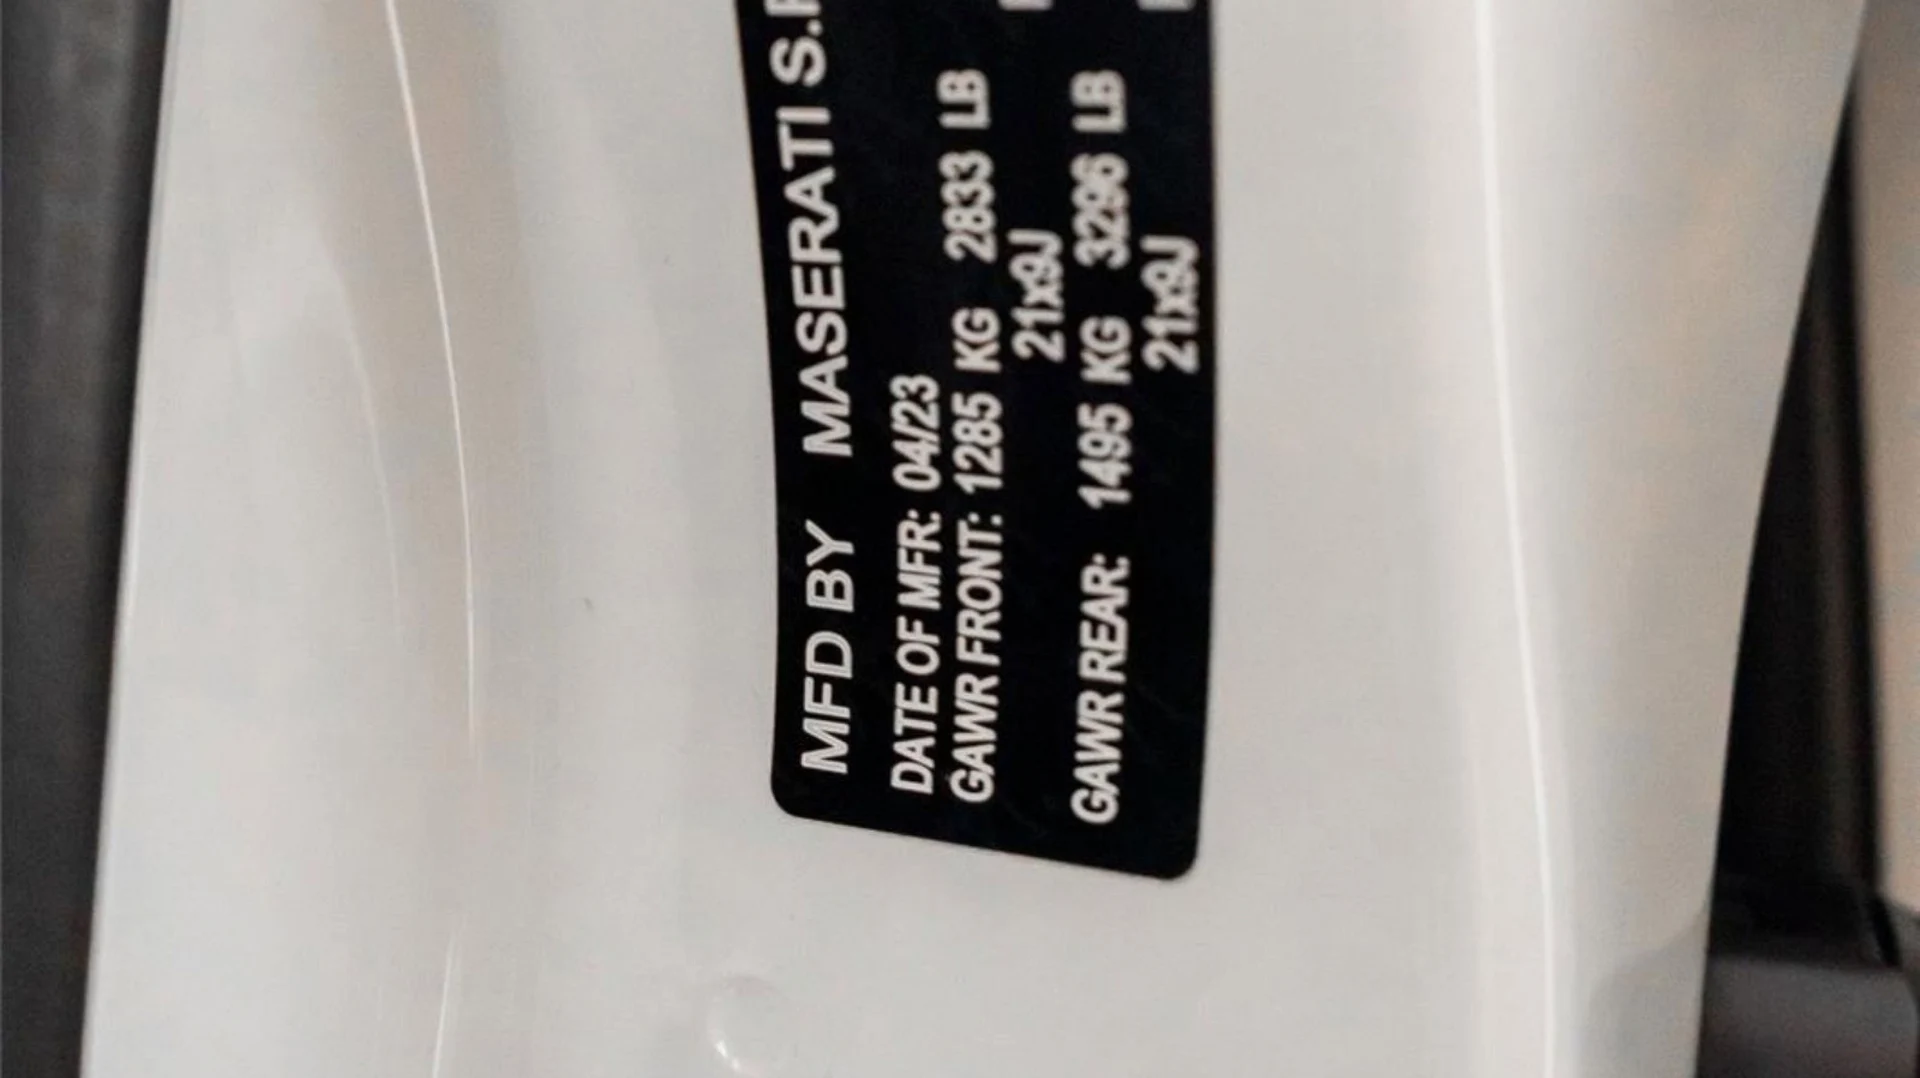 MFD BY MASERATI S.
DATE OF MFR: 04/23
GAWR FRONT: 1285 KG 2833 LB
21x9J
GAWR REAR: 1495 KG 3296 LB
21x9J